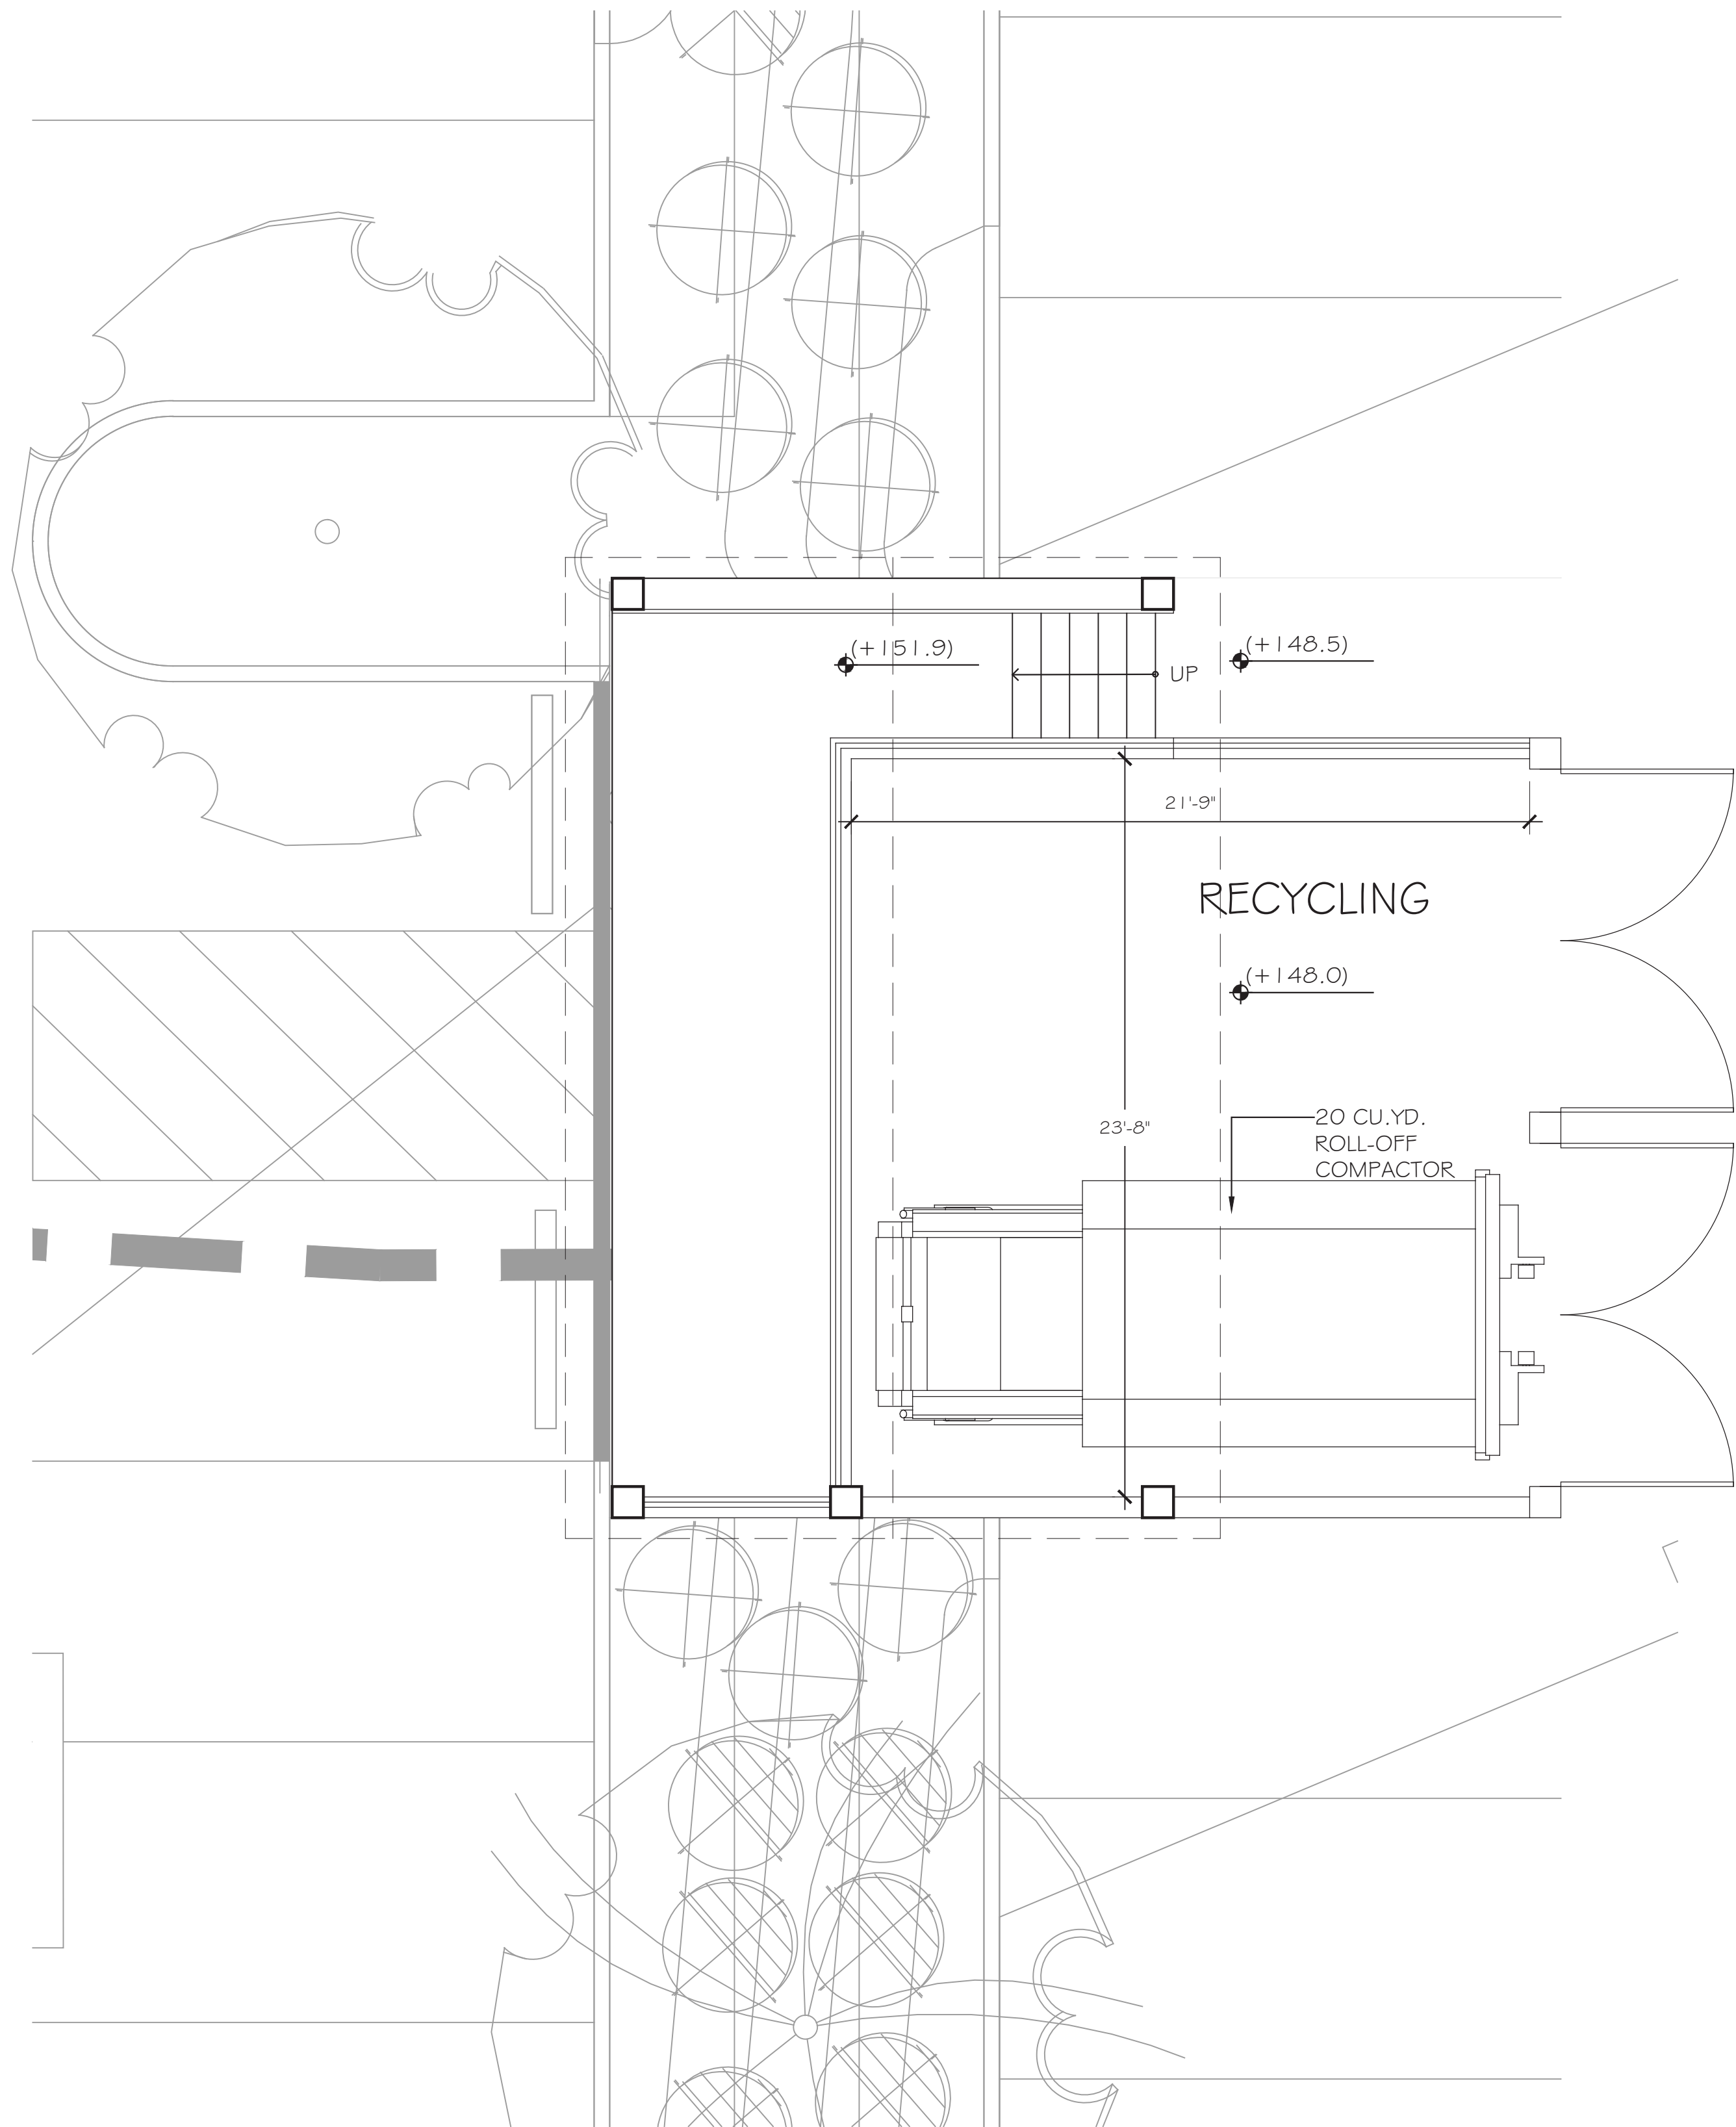 (+151.9)
(+148.5)
UP
21'-9"
RECYCLING
(+148.0)
20 CU.YD.
ROLL-OFF
COMPACTOR
23'-8"